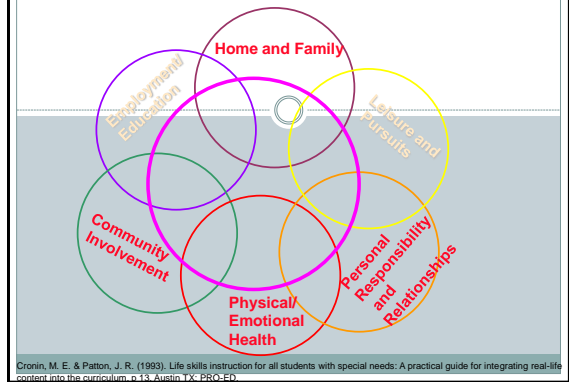 Home and Family
Employment/
Education
Leisure and
Pursuits
Community
Involvement
Personal
Responsibility
and
Relationships
Physical/
Emotional
Health
Cronin, M. E. & Patton, J. R. (1993). Life skills instruction for all students with special needs: A practical guide for integrating real-life
content into the curriculum. p 13. Austin TX: PRO-ED.